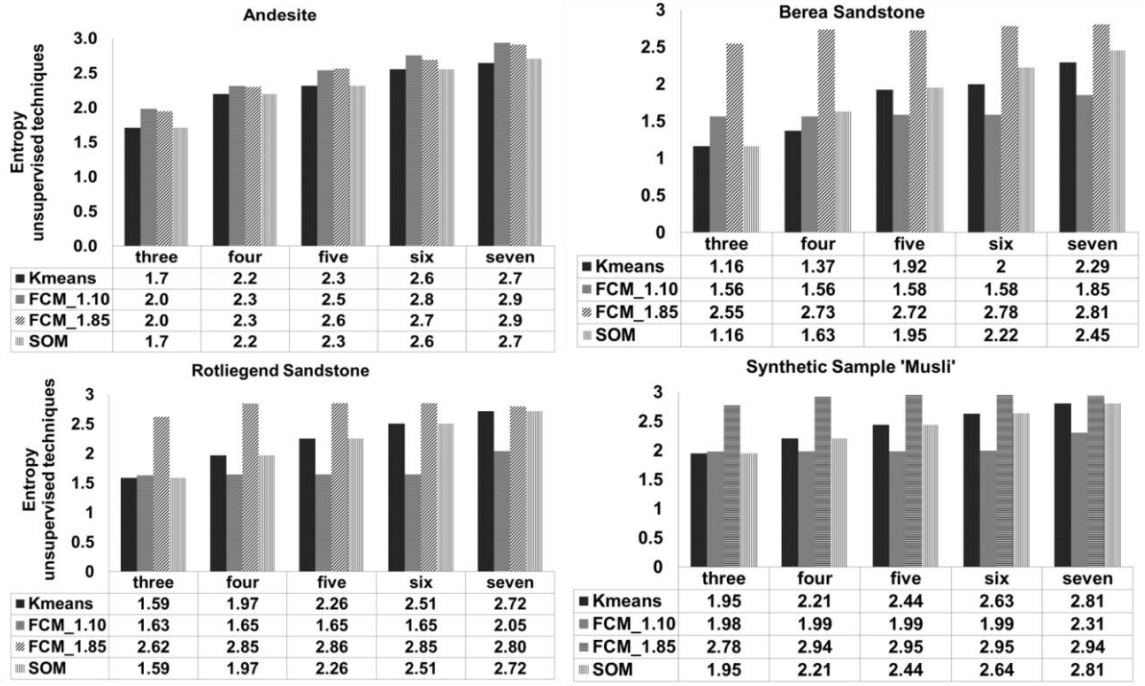 Andesite
Entropy
unsupervised techniques
3.0
2.5
2.0
1.5
1.0
0.5
0.0
three four five six seven
Kmeans 1.7 2.2 2.3 2.6 2.7
FCM_1.10 2.0 2.3 2.5 2.8 2.9
FCM_1.85 2.0 2.3 2.6 2.7 2.9
SOM 1.7 2.2 2.3 2.6 2.7
Berea Sandstone
3
2.5
2
1.5
1
0.5
0
three four five six seven
Kmeans 1.16 1.37 1.92 2 2.29
FCM_1.10 1.56 1.56 1.58 1.58 1.85
FCM_1.85 2.55 2.73 2.72 2.78 2.81
SOM 1.16 1.63 1.95 2.22 2.45
Rotliegend Sandstone
Entropy
unsupervised techniques
3
2.5
2
1.5
1
0.5
0
three four five six seven
Kmeans 1.59 1.97 2.26 2.51 2.72
FCM_1.10 1.63 1.65 1.65 1.65 2.05
FCM_1.85 2.62 2.85 2.86 2.85 2.80
SOM 1.59 1.97 2.26 2.51 2.72
Synthetic Sample 'Musli'
3
2.5
2
1.5
1
0.5
0
three four five six seven
Kmeans 1.95 2.21 2.44 2.63 2.81
FCM_1.10 1.98 1.99 1.99 1.99 2.31
FCM_1.85 2.78 2.94 2.95 2.95 2.94
SOM 1.95 2.21 2.44 2.64 2.81